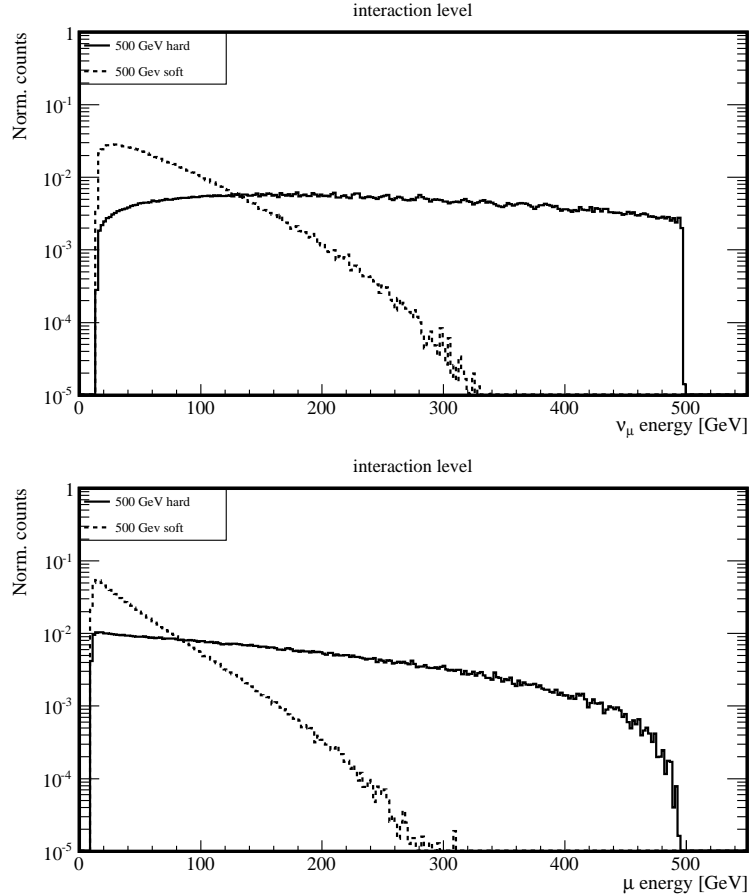 interaction level
Norm. counts
1
500 GeV hard
500 Gev soft
10⁻¹
10⁻²
10⁻³
10⁻⁴
10⁻⁵
0 100 200 300 400 500
νμ energy [GeV]
interaction level
Norm. counts
1
500 GeV hard
500 Gev soft
10⁻¹
10⁻²
10⁻³
10⁻⁴
10⁻⁵
0 100 200 300 400 500
μ energy [GeV]